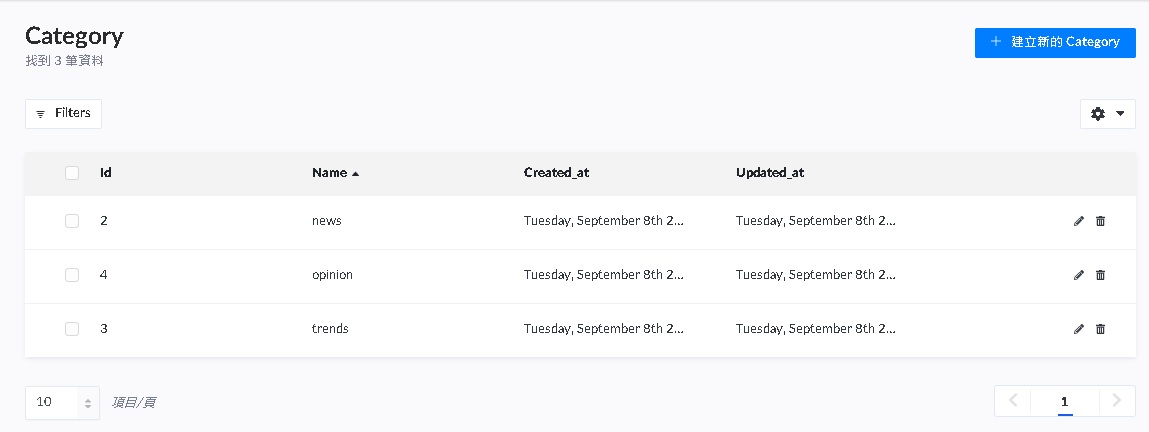 Category
找到 3 筆資料
建立新的 Category
Filters
Id Name Created_at Updated_at
2 news Tuesday, September 8th 2... Tuesday, September 8th 2...
4 opinion Tuesday, September 8th 2... Tuesday, September 8th 2...
3 trends Tuesday, September 8th 2... Tuesday, September 8th 2...
10 項目/頁 1